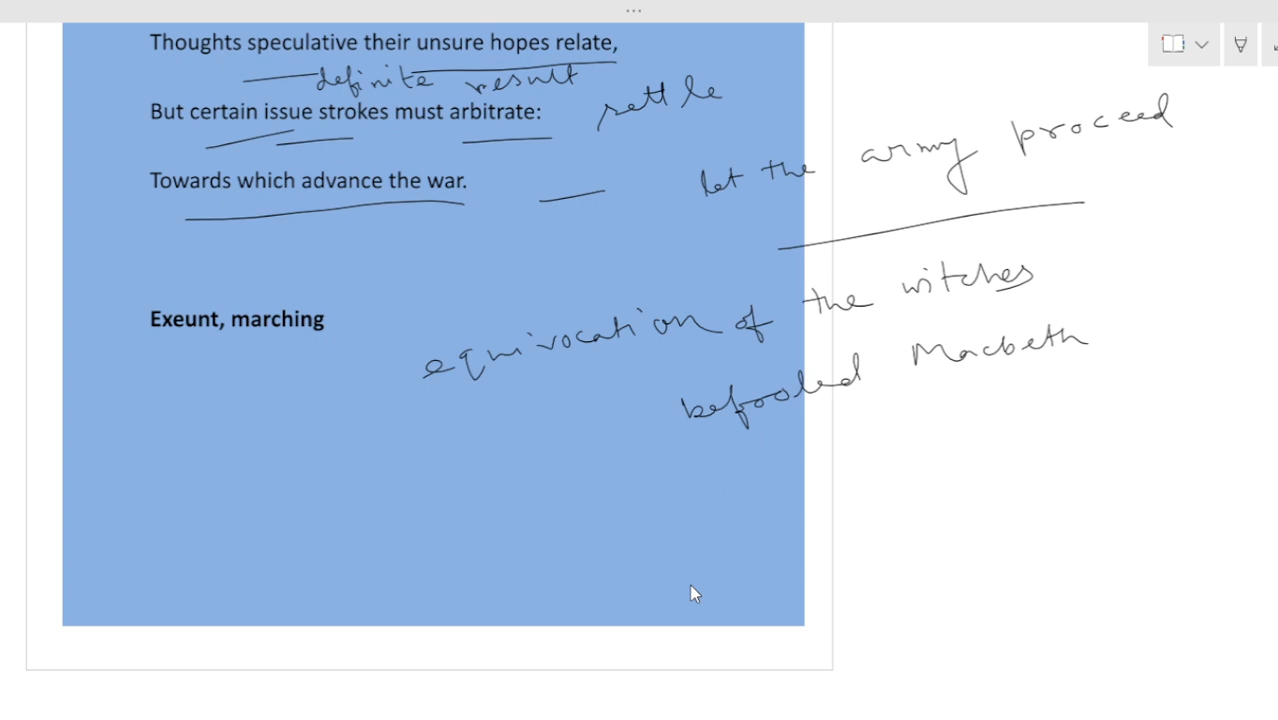 Thoughts speculative their unsure hopes relate,
definite result
But certain issue strokes must arbitrate:
settle
Towards which advance the war.
let the army proceed
Exeunt, marching
equivocation of the witches
befooled Macbeth